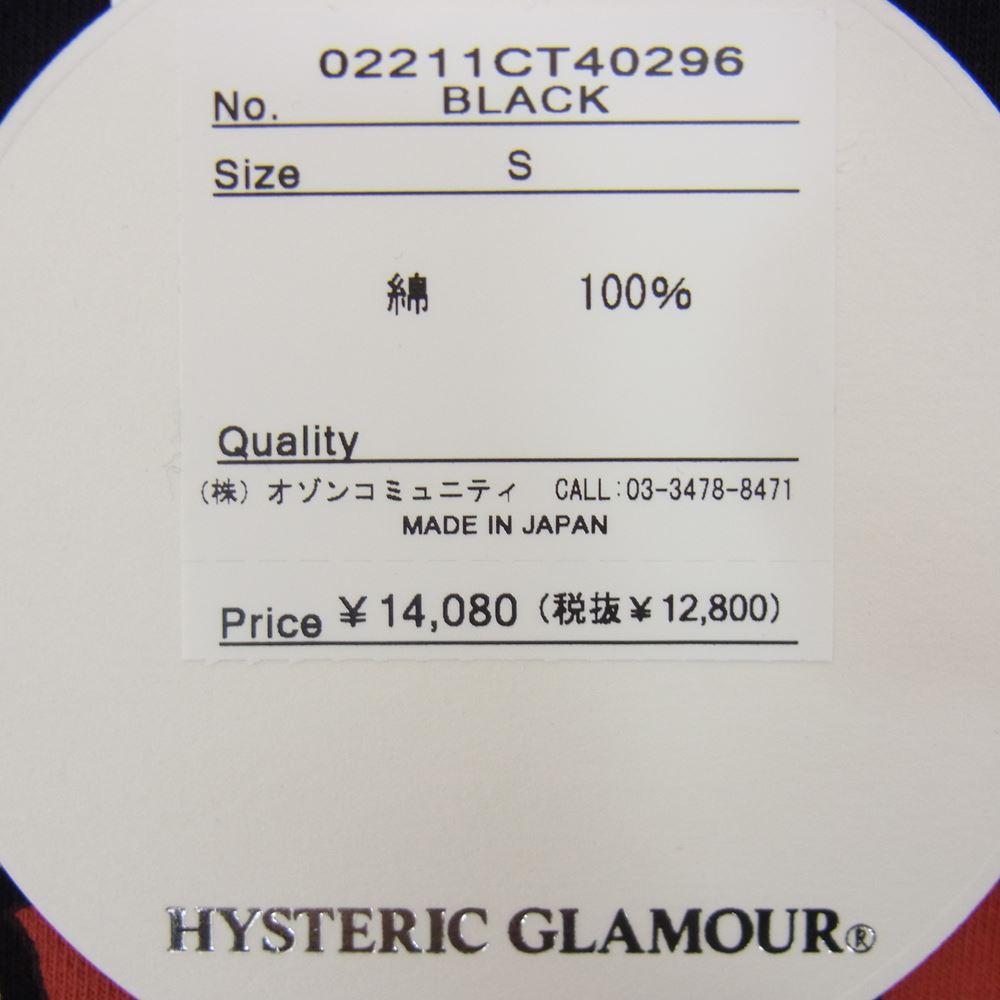 02211CT40296
No. BLACK
Size S
綿 100%
Quality
(株) オゾンコミュニティ CALL:03-3478-8471
MADE IN JAPAN
Price ¥14,080 (税抜¥12,800)
HYSTERIC GLAMOUR®